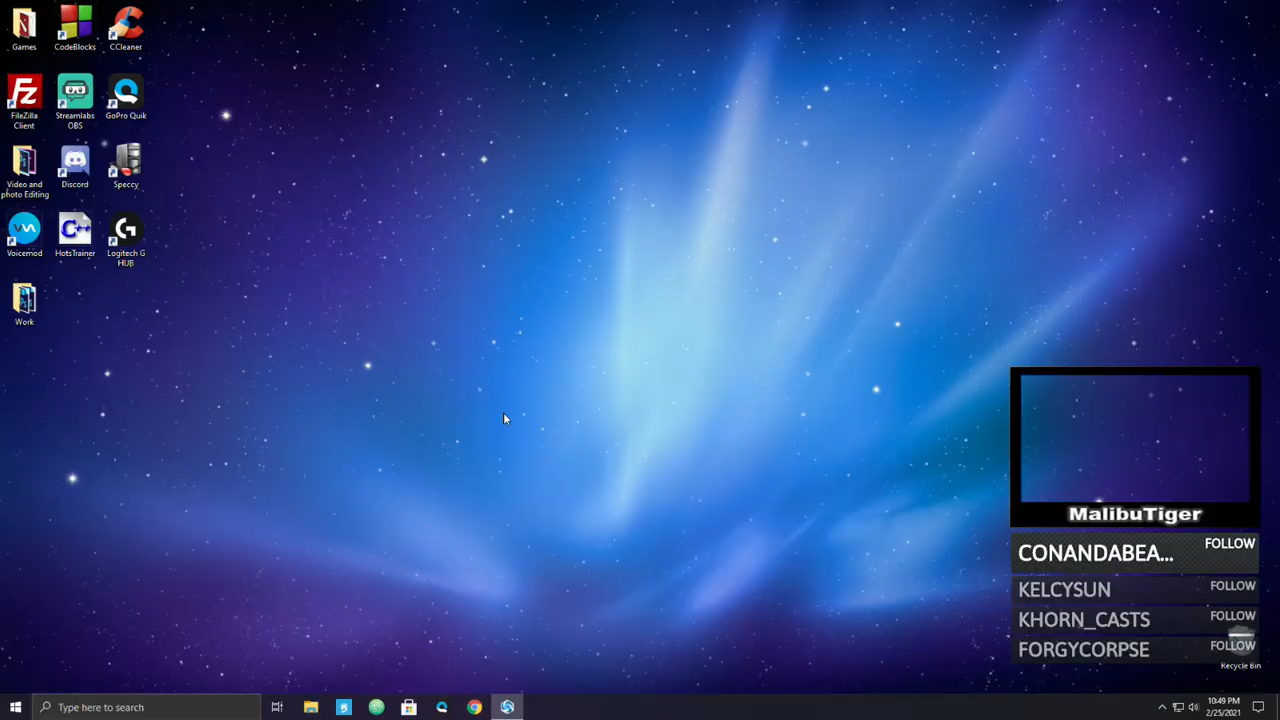 Games
CodeBlocks
CCleaner
FileZilla
Client
Streamlabs
OBS
GoPro Quik
Video and
photo Editing
Discord
Speccy
Voicemod
HotsTrainer
Logitech G
HUB
Work
MalibuTiger
CONANDABEA...
FOLLOW
KELCYSUN
FOLLOW
KHORN_CASTS
FOLLOW
FORGYCORPSE
FOLLOW
Recycle Bin
Type here to search
10:49 PM
2/25/2021